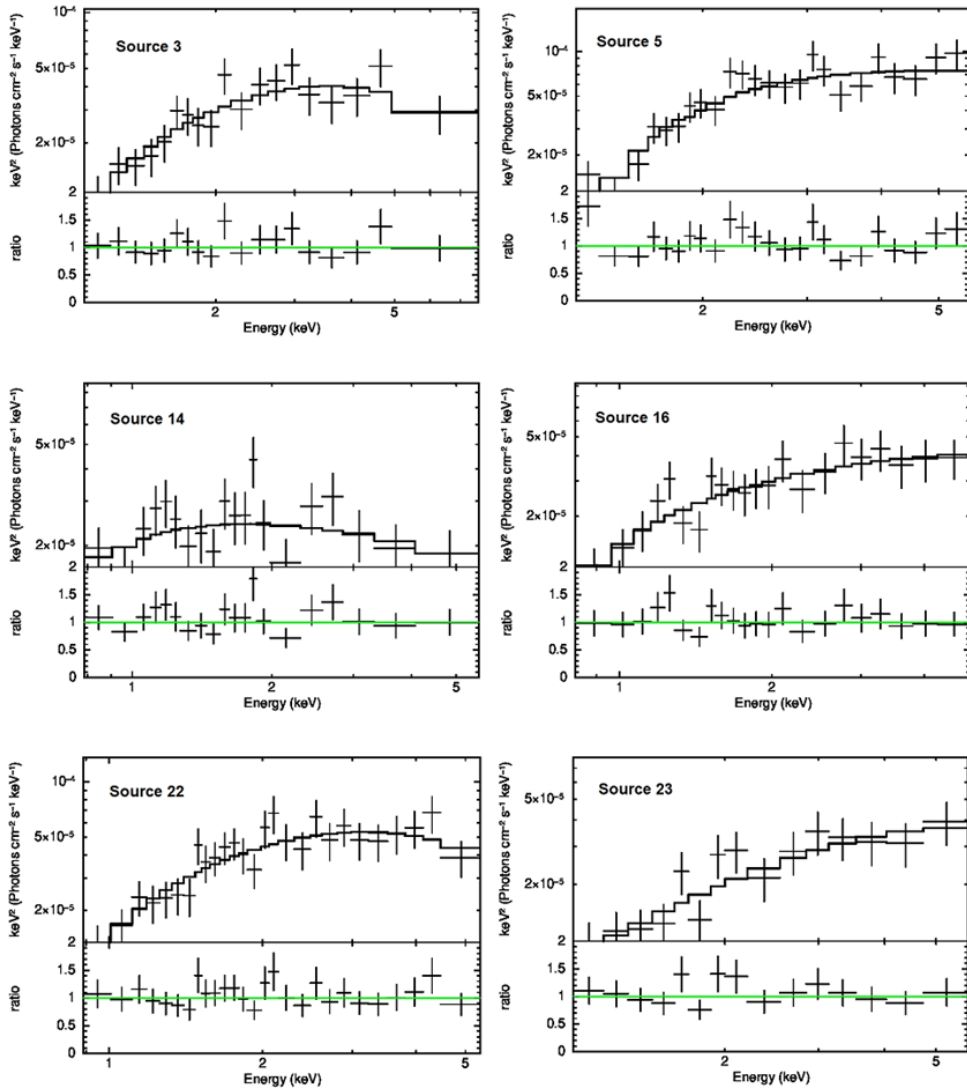 10⁻⁴
Source 3
5×10⁻⁵
2×10⁻⁵
keV² (Photons cm⁻² s⁻¹ keV⁻¹)
2
1.5
1
0.5
0
ratio
2
5
Energy (keV)
Source 5
10⁻⁴
5×10⁻⁵
2×10⁻⁵
keV² (Photons cm⁻² s⁻¹ keV⁻¹)
2
1.5
1
0.5
0
ratio
2
5
Energy (keV)
Source 14
5×10⁻⁵
2×10⁻⁵
keV² (Photons cm⁻² s⁻¹ keV⁻¹)
2
1.5
1
0.5
0
ratio
1
2
5
Energy (keV)
Source 16
5×10⁻⁵
2×10⁻⁵
keV² (Photons cm⁻² s⁻¹ keV⁻¹)
2
1.5
1
0.5
0
ratio
1
2
5
Energy (keV)
10⁻⁴
Source 22
5×10⁻⁵
2×10⁻⁵
keV² (Photons cm⁻² s⁻¹ keV⁻¹)
2
1.5
1
0.5
0
ratio
1
2
5
Energy (keV)
Source 23
5×10⁻⁵
2×10⁻⁵
keV² (Photons cm⁻² s⁻¹ keV⁻¹)
2
1.5
1
0.5
0
ratio
2
5
Energy (keV)